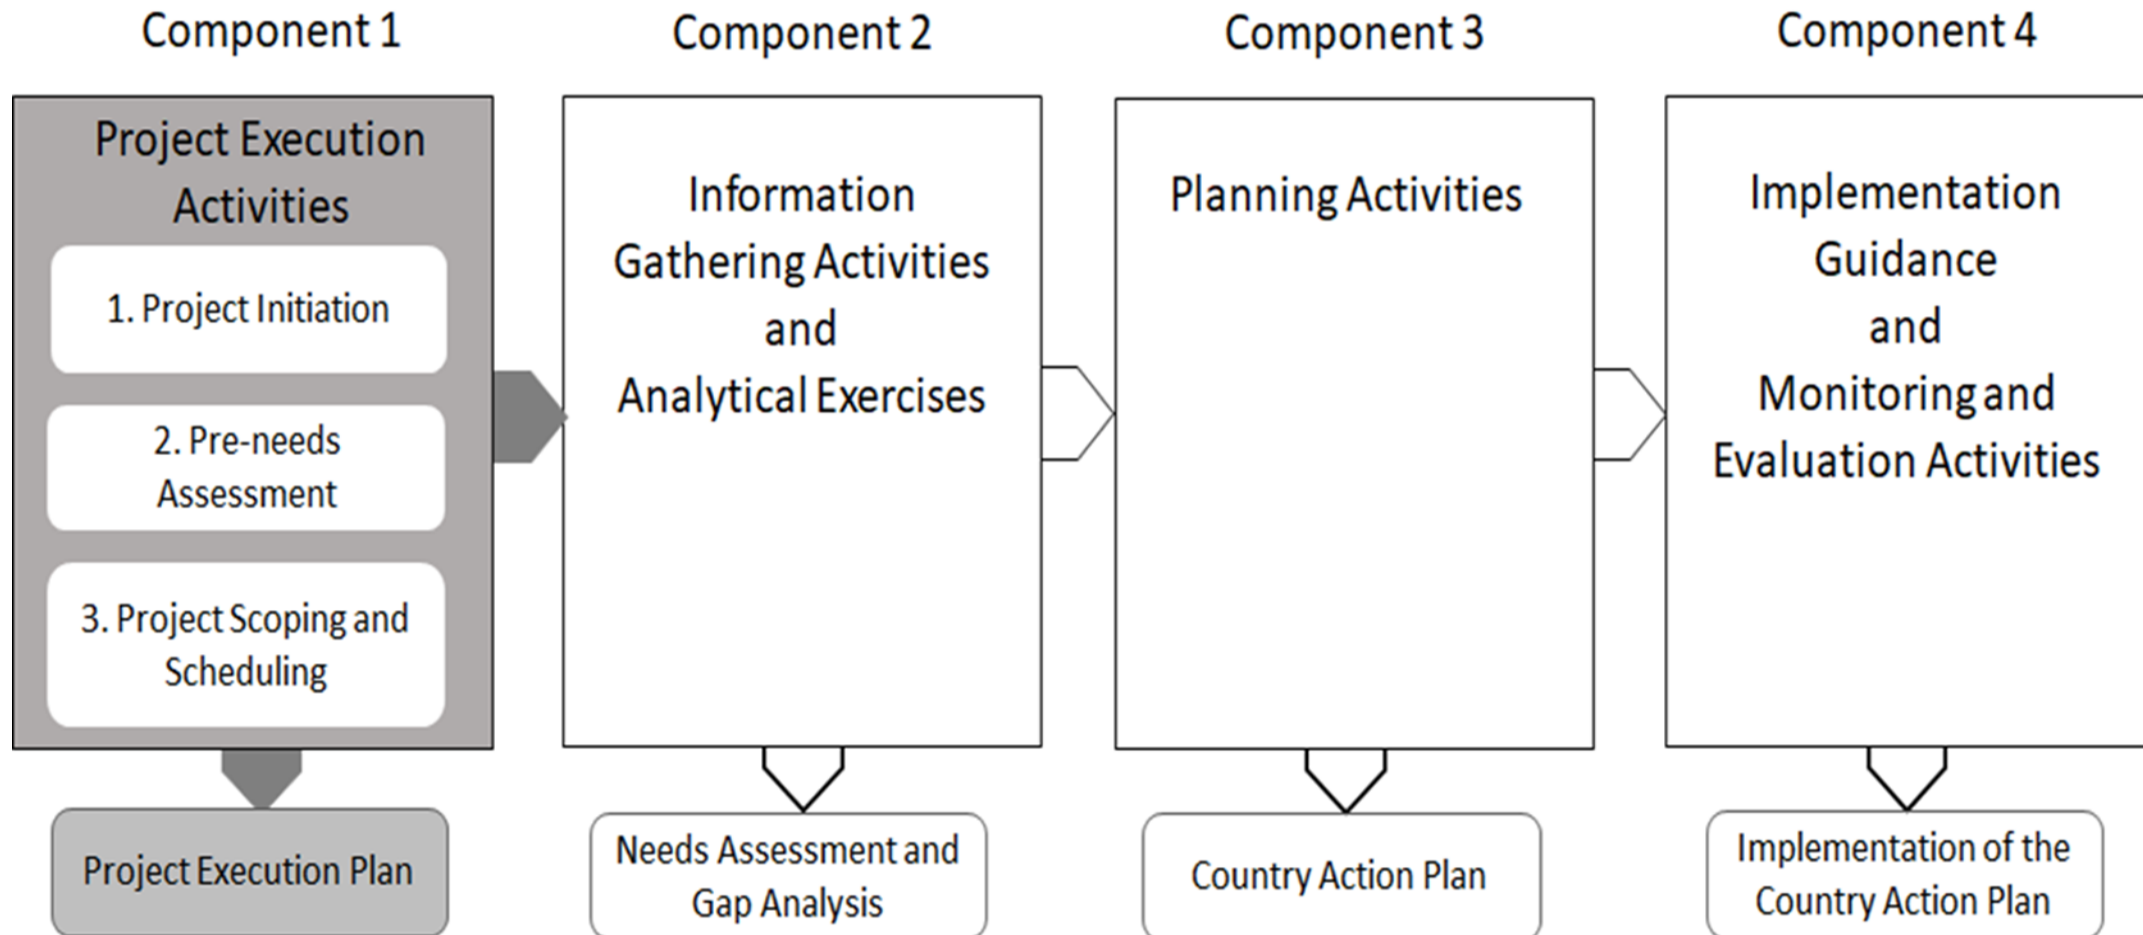 Component 1
Component 2
Component 3
Component 4
Project Execution
Activities
1. Project Initiation
2. Pre-needs
Assessment
3. Project Scoping and
Scheduling
Project Execution Plan
Information
Gathering Activities
and
Analytical Exercises
Needs Assessment and
Gap Analysis
Planning Activities
Country Action Plan
Implementation
Guidance
and
Monitoring and
Evaluation Activities
Implementation of the
Country Action Plan